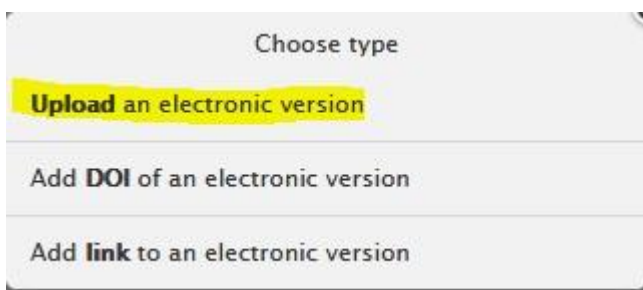 Choose type
Upload an electronic version
Add DOI of an electronic version
Add link to an electronic version